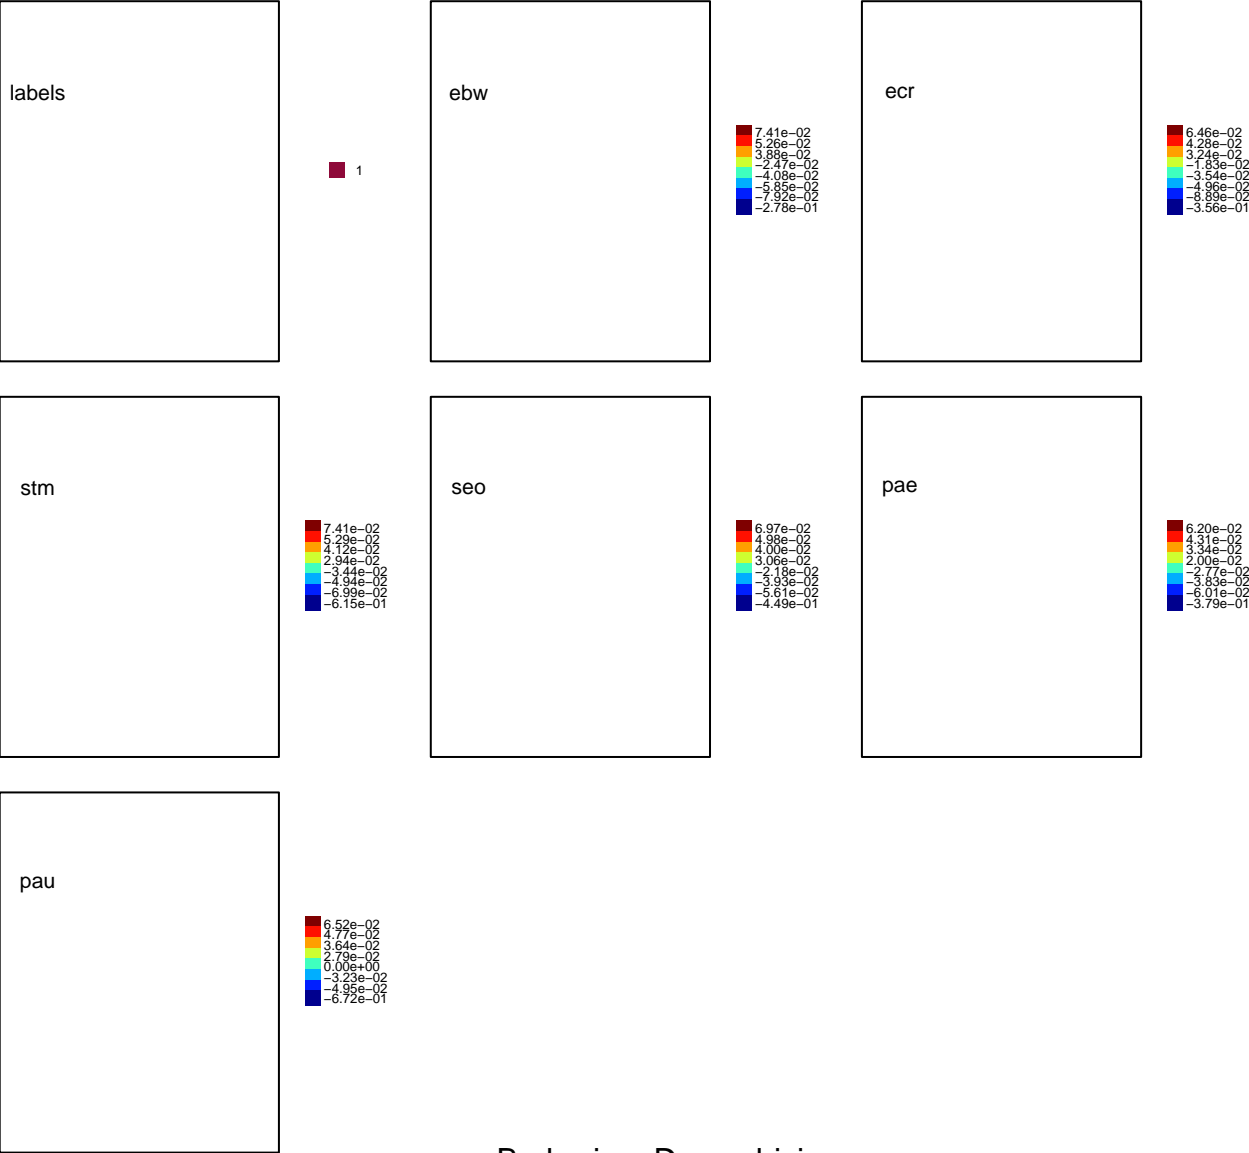 labels
1
ebw
7.41e−02
5.26e−02
3.88e−02
−2.47e−02
−4.08e−02
−5.85e−02
−7.92e−02
−2.78e−01
ecr
6.46e−02
4.28e−02
3.24e−02
−1.83e−02
−3.54e−02
−4.96e−02
−8.89e−02
−3.56e−01
stm
7.41e−02
5.29e−02
4.12e−02
2.94e−02
−3.44e−02
−4.94e−02
−6.99e−02
−6.15e−01
seo
6.97e−02
4.98e−02
4.00e−02
3.06e−02
−2.18e−02
−3.93e−02
−5.61e−02
−4.49e−01
pae
6.20e−02
4.31e−02
3.34e−02
2.00e−02
−2.77e−02
−3.83e−02
−6.01e−02
−3.79e−01
pau
6.52e−02
4.77e−02
3.64e−02
2.79e−02
0.00e+00
−3.23e−02
−4.95e−02
−6.72e−01